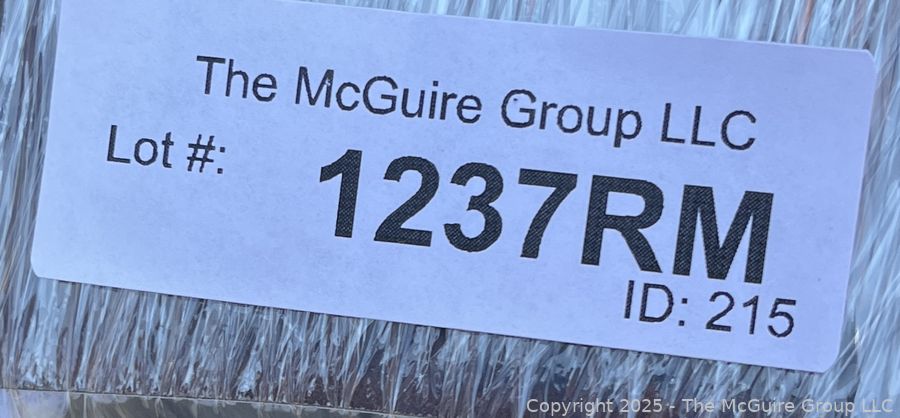 The McGuire Group LLC
Lot #: 1237RM
ID: 215
Copyright 2025 - The McGuire Group LLC